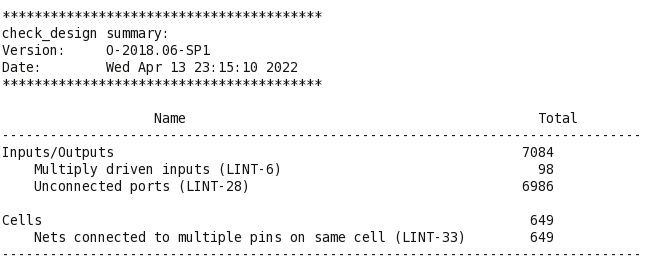 ****************************************
check_design summary:
Version:     O-2018.06-SP1
Date:        Wed Apr 13 23:15:10 2022
****************************************
                   Name                                            Total
--------------------------------------------------------------------------------
Inputs/Outputs                                                   7084
    Multiply driven inputs (LINT-6)                                98
    Unconnected ports (LINT-28)                                  6986
Cells                                                             649
    Nets connected to multiple pins on same cell (LINT-33)        649
--------------------------------------------------------------------------------